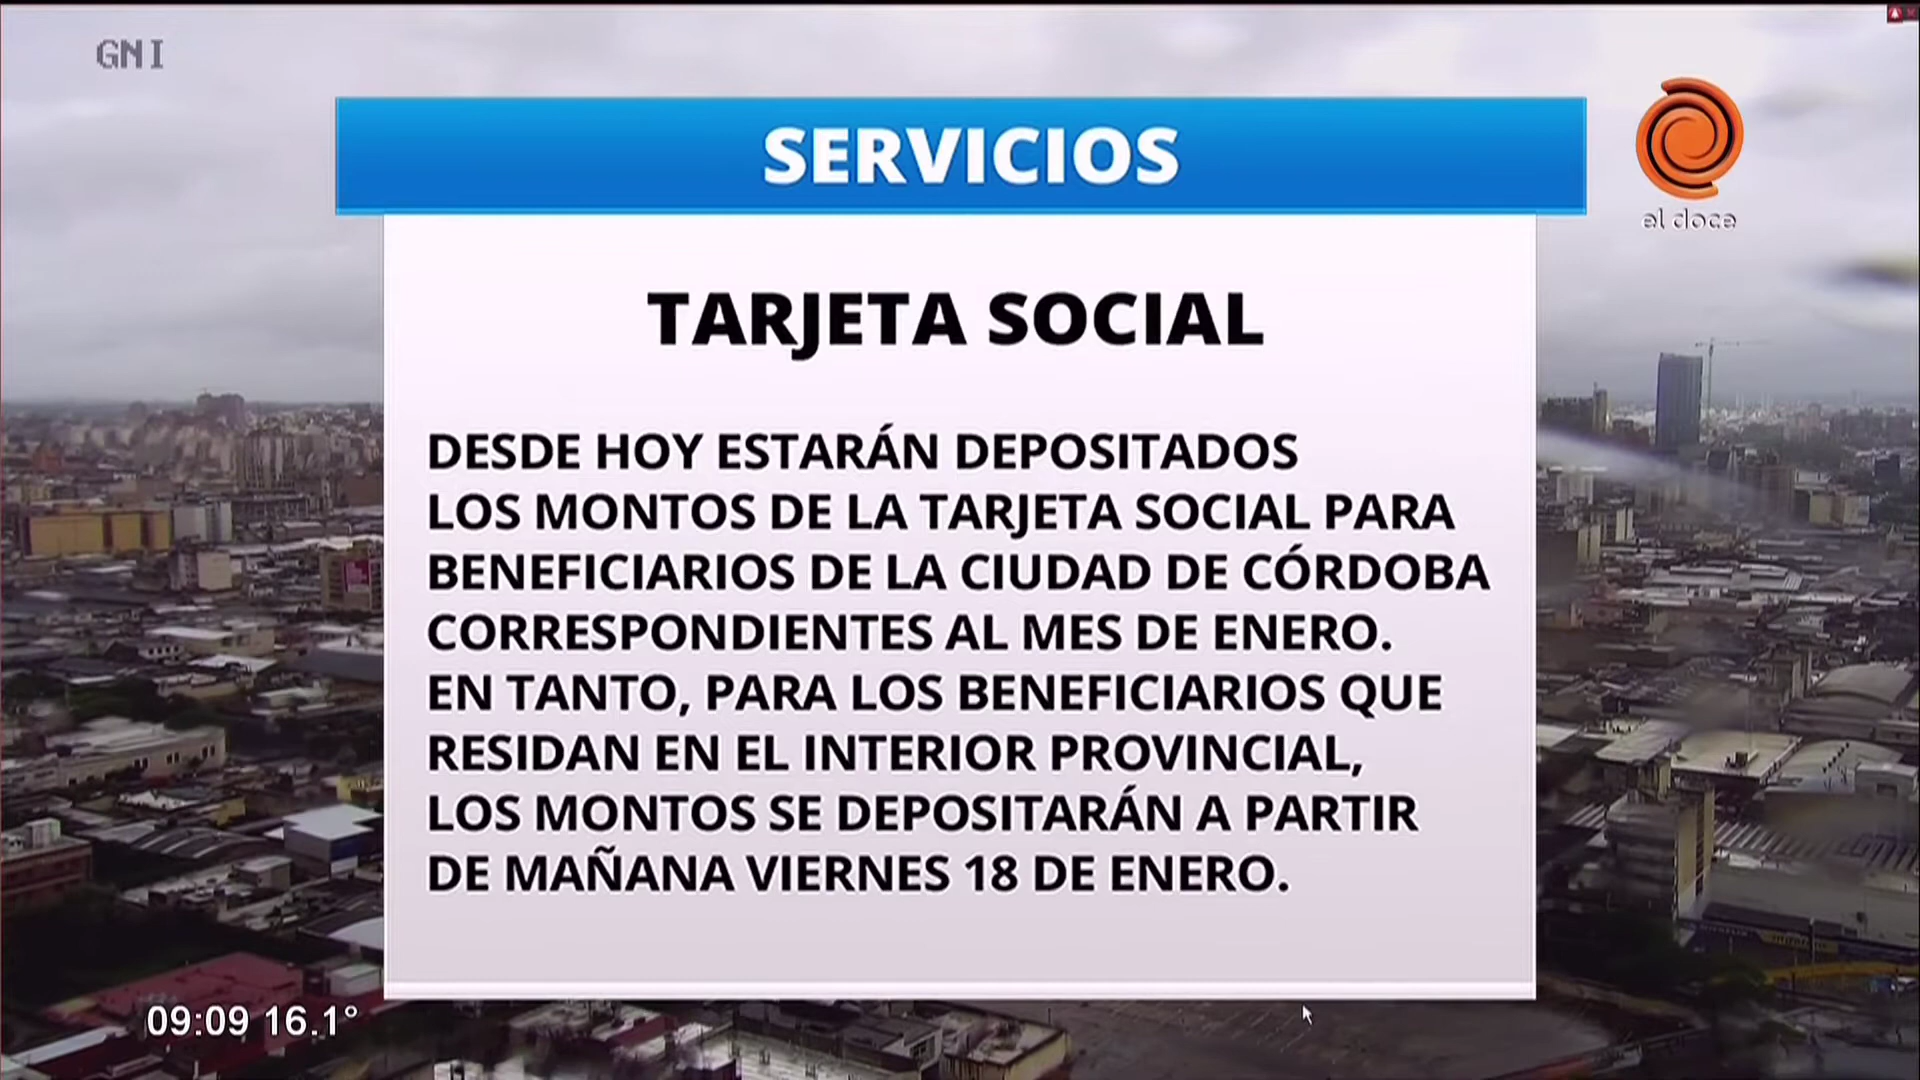 GNI
SERVICIOS
el doce
TARJETA SOCIAL
DESDE HOY ESTARÁN DEPOSITADOS
LOS MONTOS DE LA TARJETA SOCIAL PARA
BENEFICIARIOS DE LA CIUDAD DE CÓRDOBA
CORRESPONDIENTES AL MES DE ENERO.
EN TANTO, PARA LOS BENEFICIARIOS QUE
RESIDAN EN EL INTERIOR PROVINCIAL,
LOS MONTOS SE DEPOSITARÁN A PARTIR
DE MAÑANA VIERNES 18 DE ENERO.
09:09 16.1°